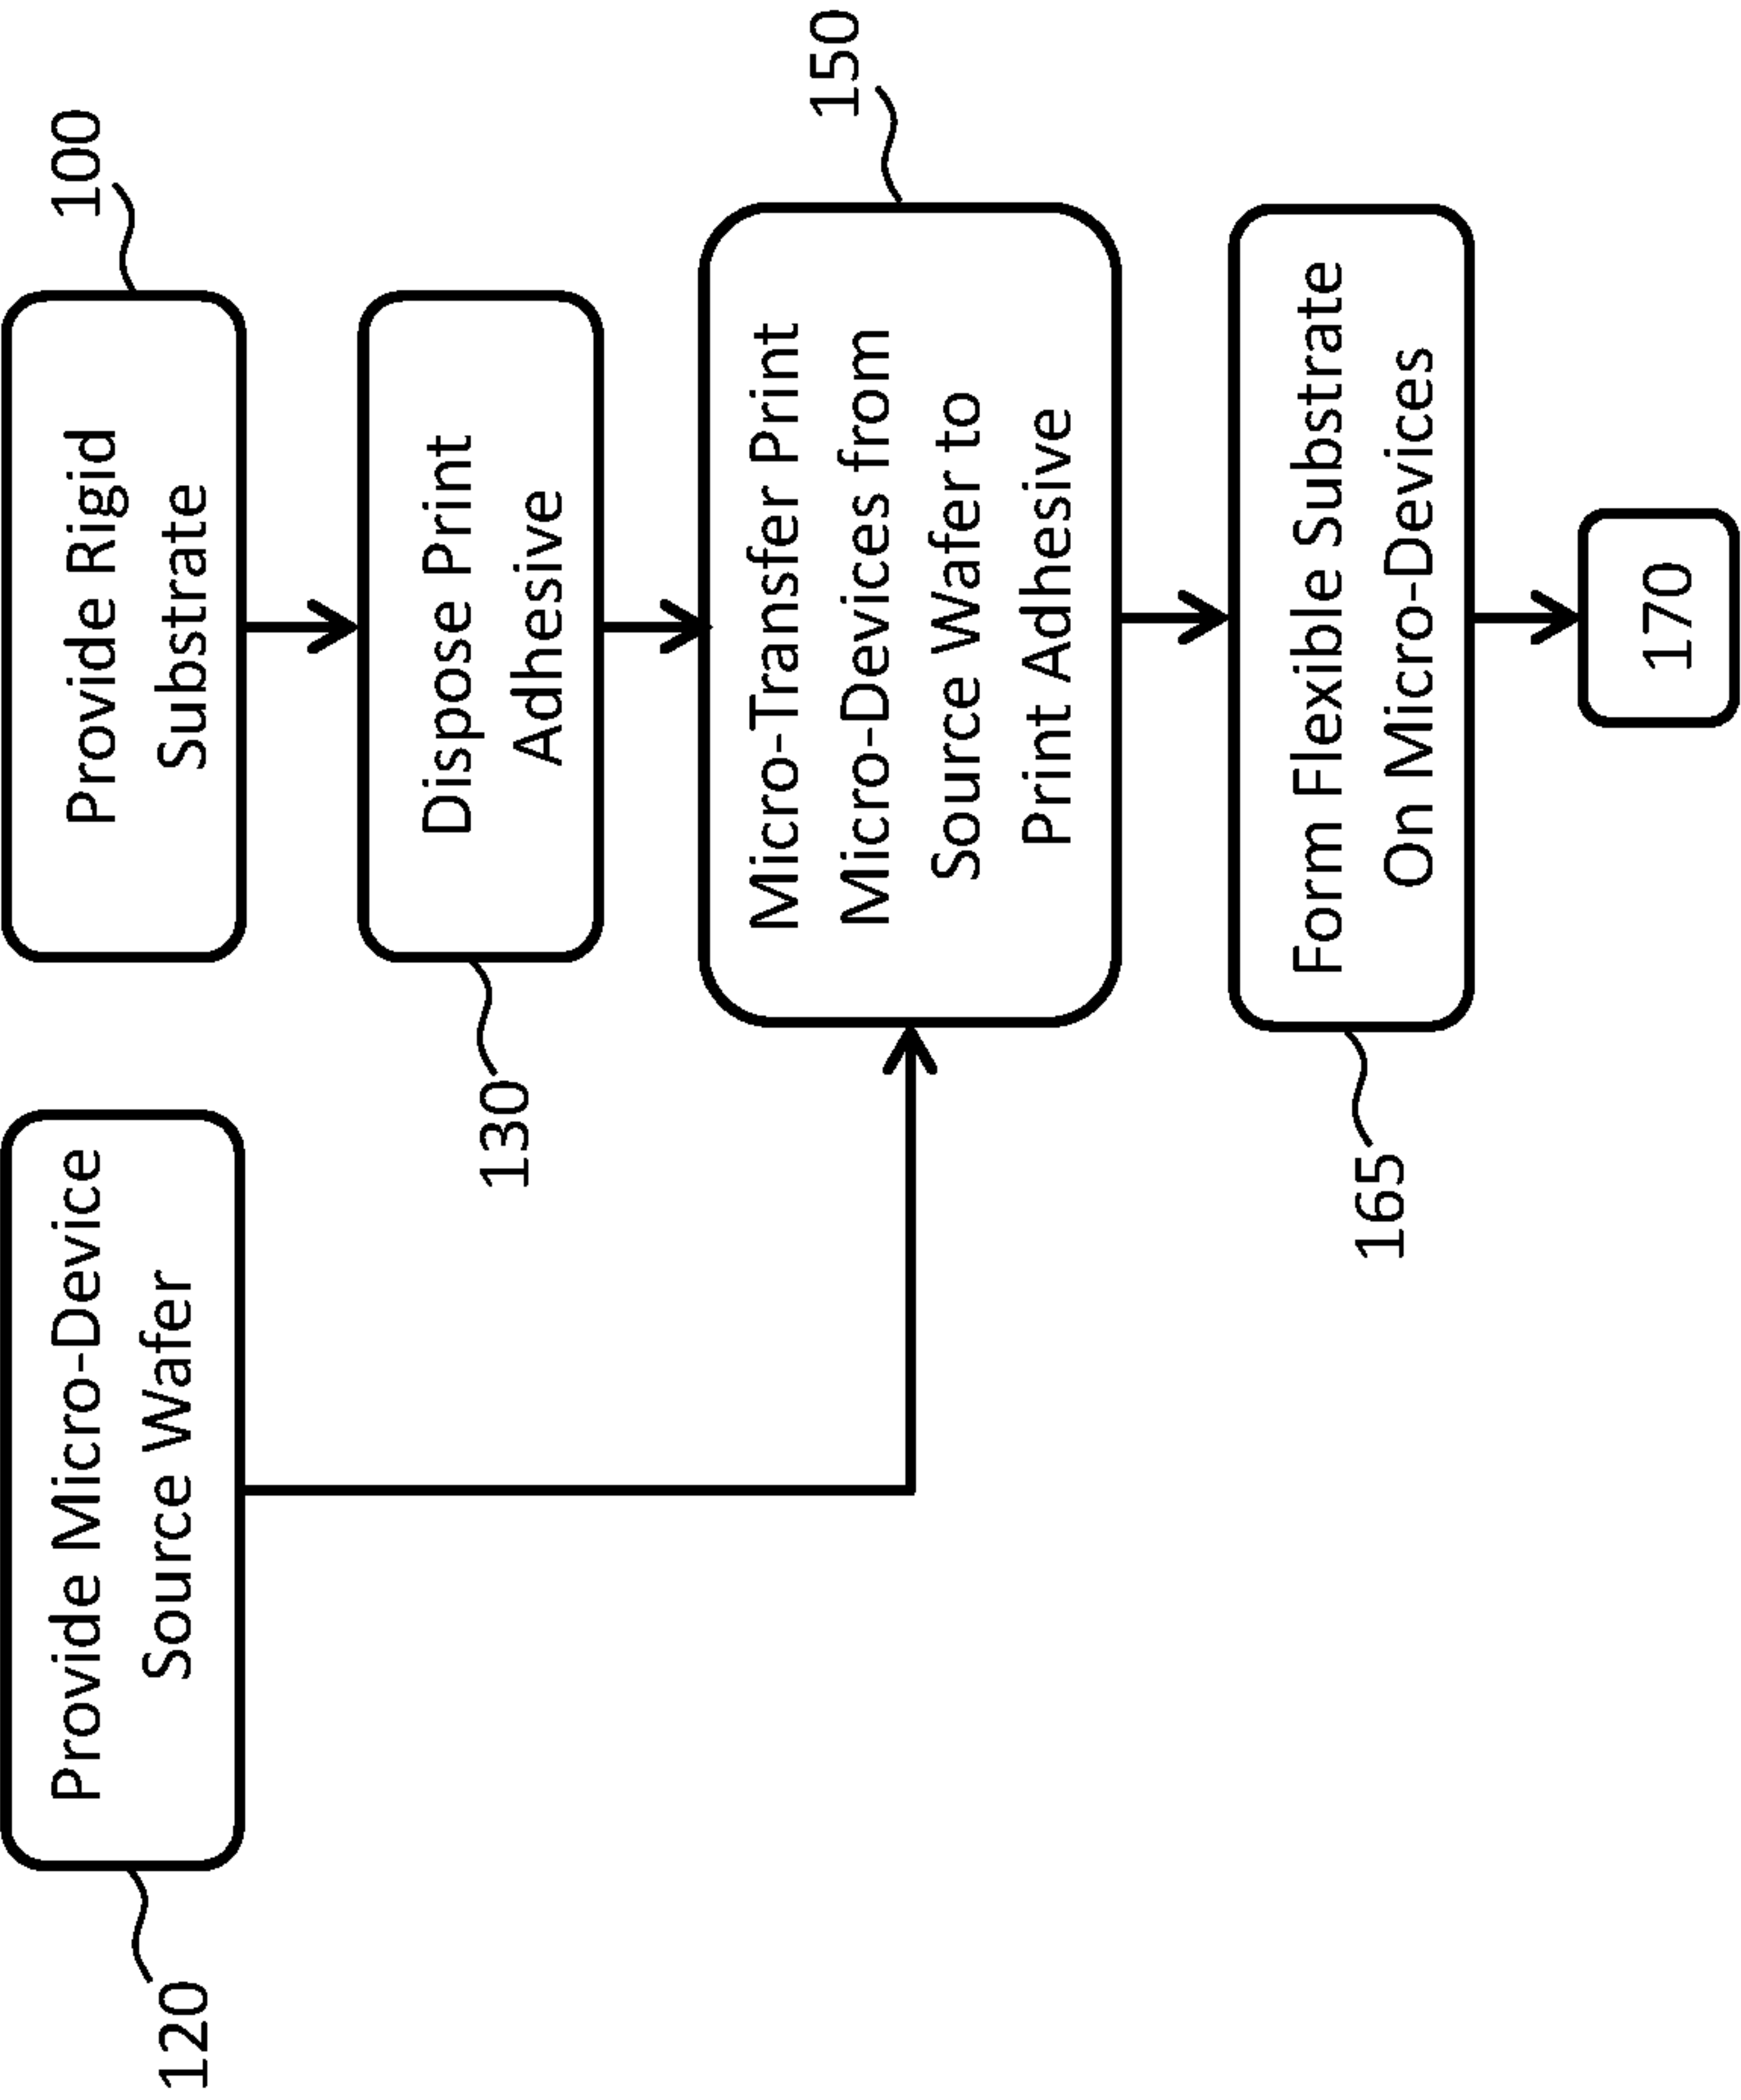 120
Provide Micro-Device
Source Wafer
Provide Rigid
Substrate
100
130
Dispose Print
Adhesive
Micro-Transfer Print
Micro-Devices from
Source Wafer to
Print Adhesive
150
165
Form Flexible Substrate
On Micro-Devices
170